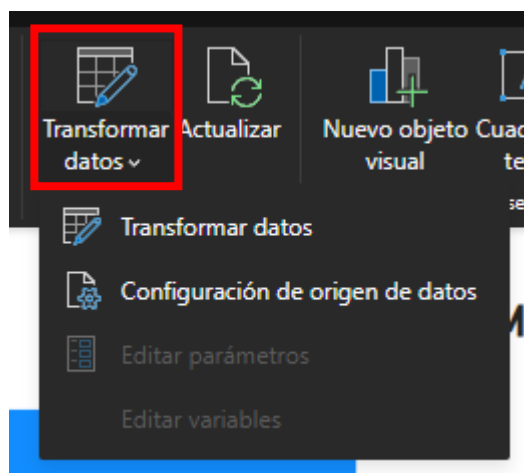 Transformar
datos
Actualizar
Nuevo objeto
visual
Transformar datos
Configuración de origen de datos
Editar parámetros
Editar variables